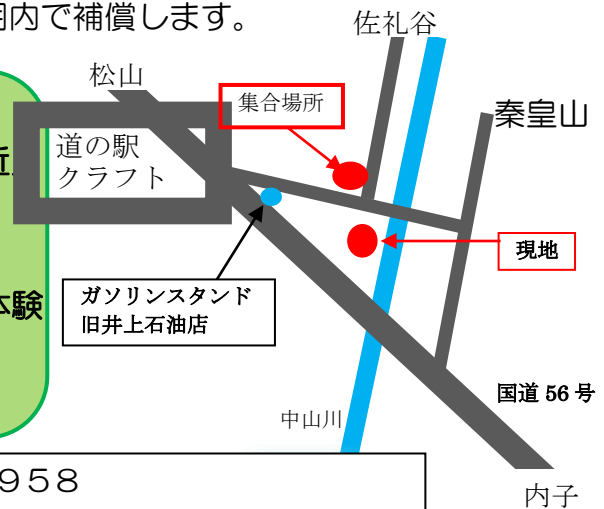 囲内で補償します。
佐礼谷
松山
集合場所
秦皇山
道の駅
クラフト
現地
ガソリンスタンド
旧井上石油店
体験
国道 56 号
中山川
958
内子